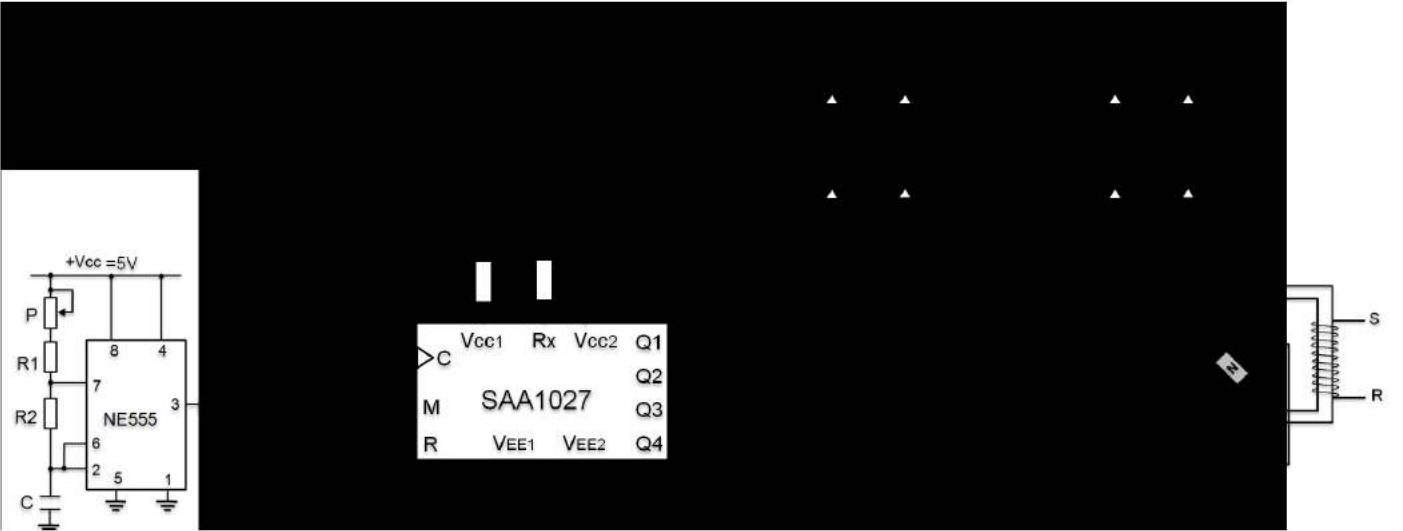 +Vcc =5V
P
R1
R2
C
8 4
7
NE555
3
6
2
5 1
Vcc1 Rx Vcc2 Q1
C
Q2
M SAA1027 Q3
R VEE1 VEE2 Q4
N
S
R